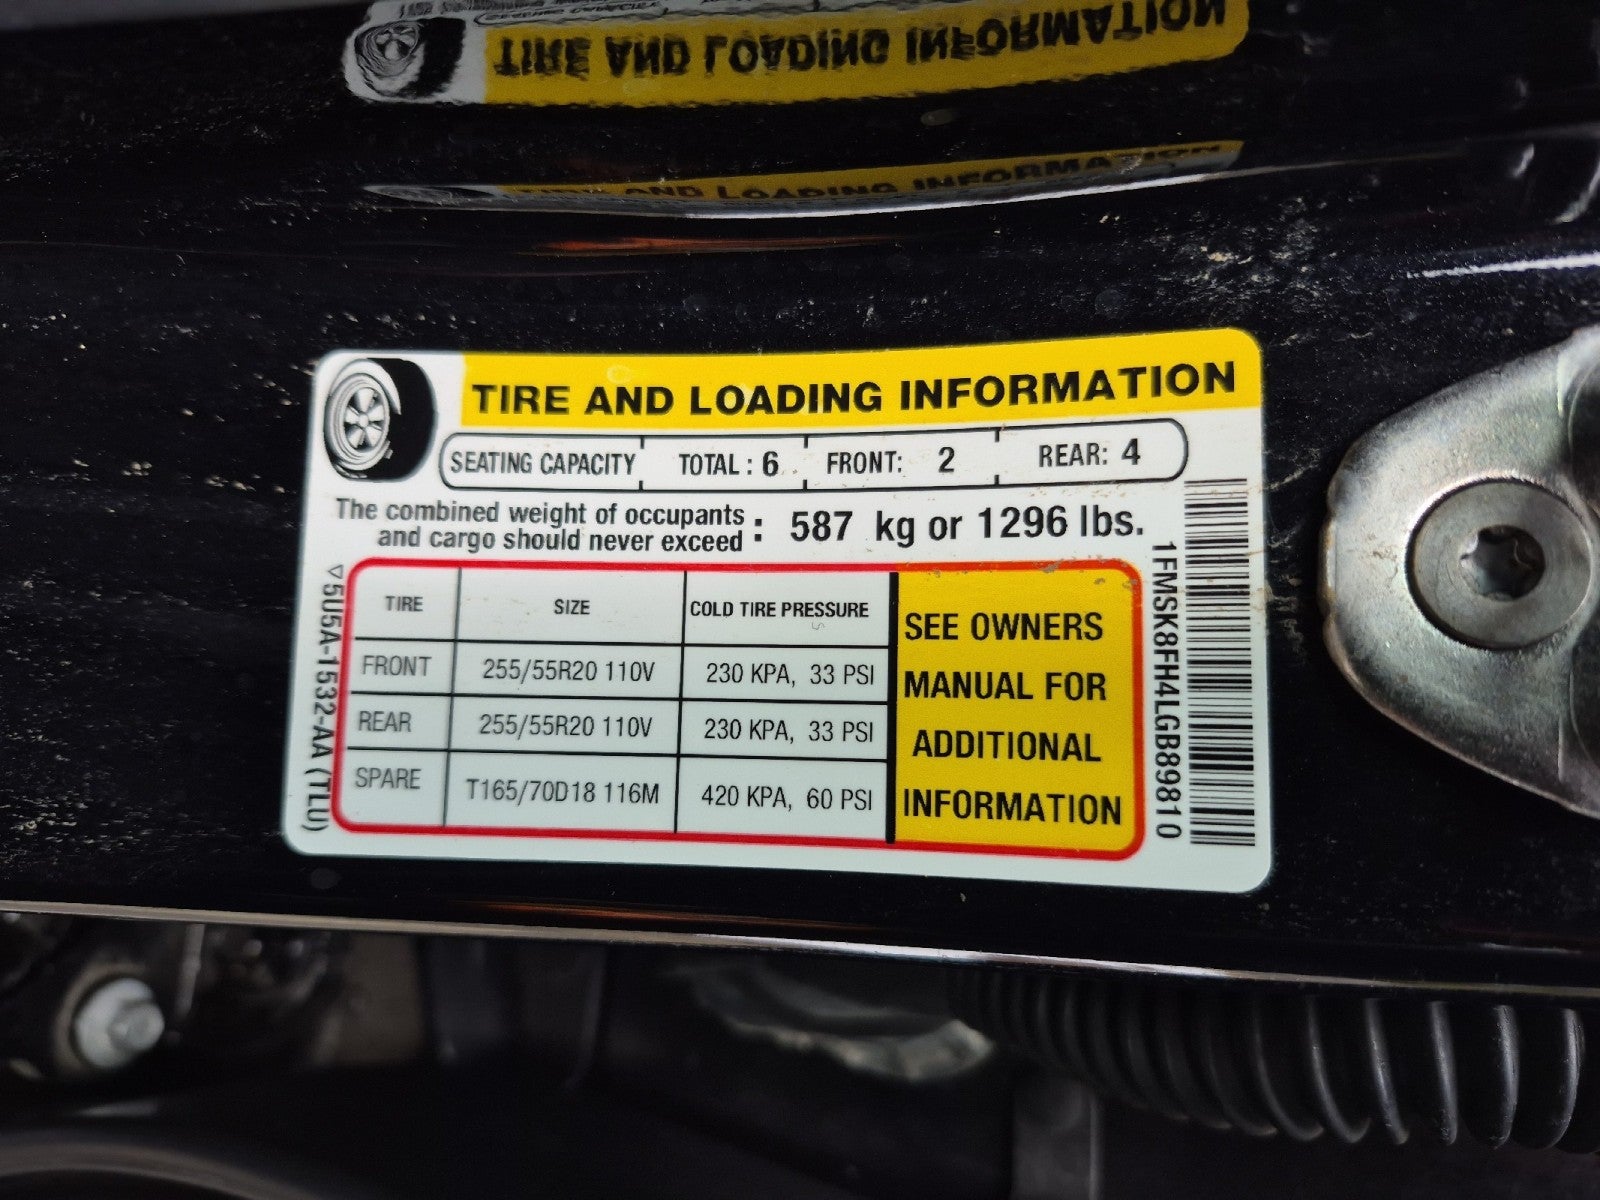 TIRE AND LOADING INFORMATION
TIRE AND LOADING INFORMATION
TIRE AND LOADING INFORMATION
SEATING CAPACITY TOTAL : 6 FRONT: 2 REAR: 4
The combined weight of occupants
and cargo should never exceed : 587 kg or 1296 lbs.
TIRE SIZE COLD TIRE PRESSURE
FRONT 255/55R20 110V 230 KPA, 33 PSI
REAR 255/55R20 110V 230 KPA, 33 PSI
SPARE T165/70D18 116M 420 KPA, 60 PSI
SEE OWNERS
MANUAL FOR
ADDITIONAL
INFORMATION
▽5U5A-1532-AA (TLU)
1FMSK8FH4LGB89810